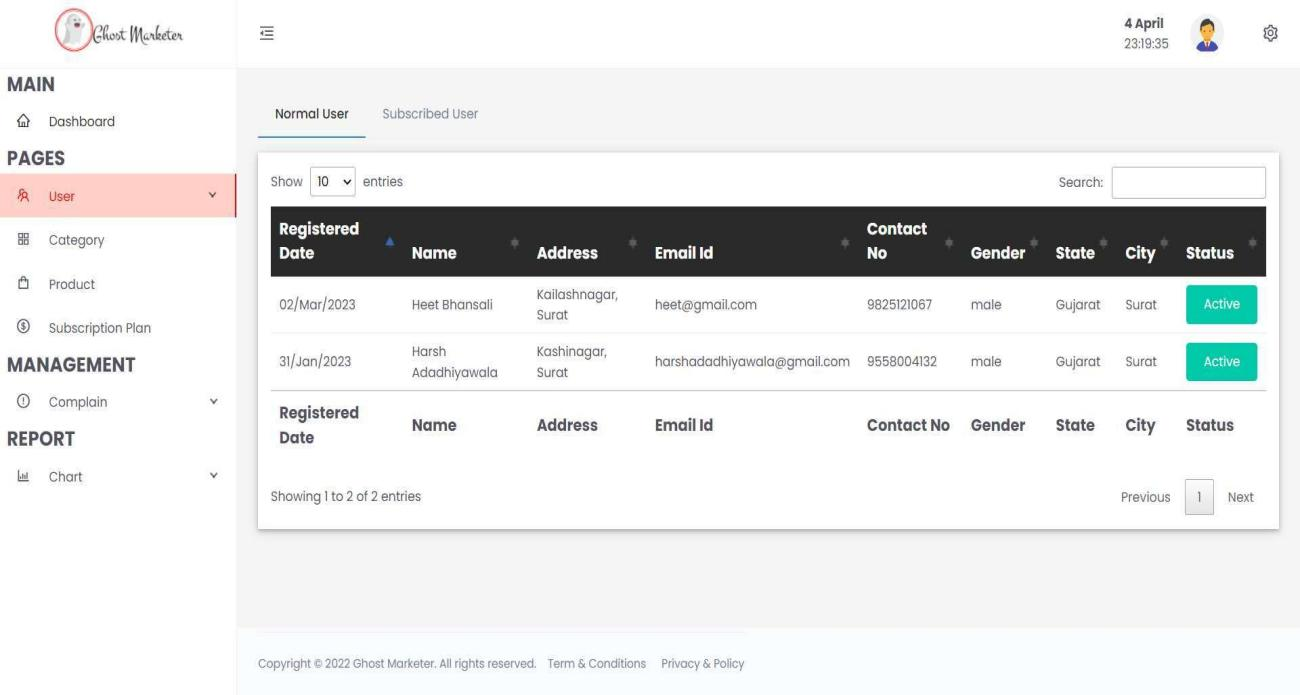 Ghost Marketer
4 April
23:19:35
MAIN
Dashboard
PAGES
User
Category
Product
Subscription Plan
MANAGEMENT
Complain
REPORT
Chart
Normal User Subscribed User
Show 10 entries Search:
Registered
Date Name Address Email Id Contact
No Gender State City Status
02/Mar/2023 Heet Bhansali Kailashnagar,
Surat heet@gmail.com 9825121067 male Gujarat Surat Active
31/Jan/2023 Harsh
Adadhiyawala Kashinagar,
Surat harshadadhiyawala@gmail.com 9558004132 male Gujarat Surat Active
Registered
Date Name Address Email Id Contact No Gender State City Status
Showing 1 to 2 of 2 entries Previous 1 Next
Copyright © 2022 Ghost Marketer. All rights reserved. Term & Conditions Privacy & Policy